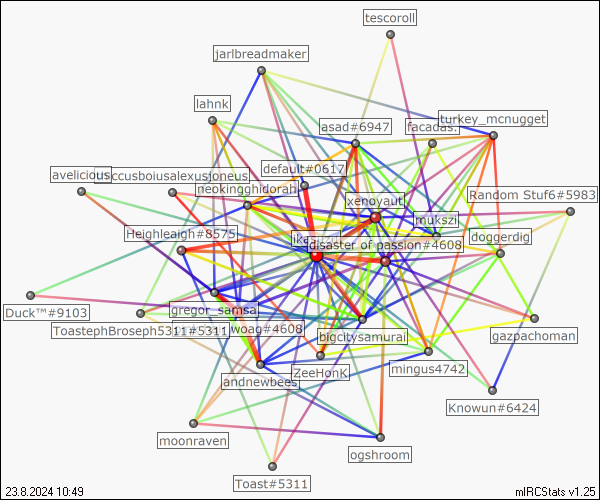 tescoroll
jarlbreadmaker
lahnk
turkey_mcnugget
asad#6947
facadas.
default#0617
avelicious
ccusboiusalexusjoneus
neokingghidorah
Random Stuf6#5983
xenoyaut
mukszi
Heighleaigh#8575
doggerdig
disaster of passion#4608
Duck™#9103
gregor_samsa
ToastephBroseph5311#5311
woag#4608
bigcitysamurai
gazpachoman
ZeeHonK
mingus4742
andnewbees
Knowun#6424
moonraven
ogshroom
Toast#5311
23.8.2024 10:49
mIRCStats v1.25